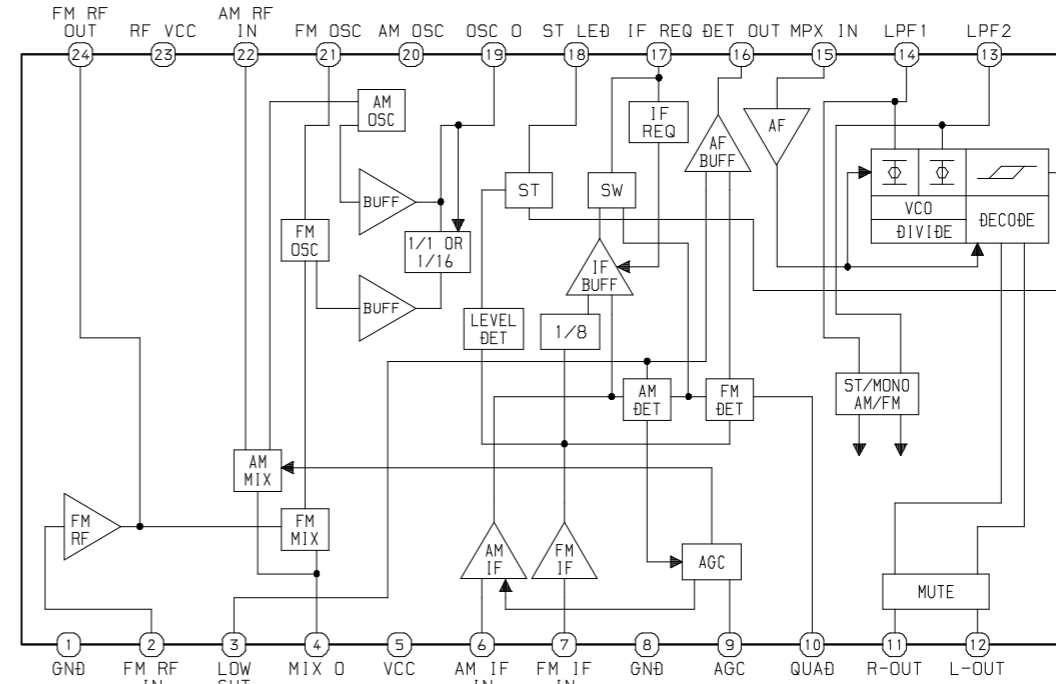 FM RF
OUT
RF VCC
AM RF
IN
FM OSC
AM OSC
OSC O
ST LED
IF REQ
DET OUT
MPX IN
LPF1
LPF2
24
23
22
21
20
19
18
17
16
15
14
13
AM
OSC
IF
REQ
AF
BUFF
AF
BUFF
ST
SW
VCO
DIVIDE
DECODE
FM
OSC
1/1 OR
1/16
IF
BUFF
BUFF
LEVEL
DET
1/8
AM
DET
FM
DET
ST/MONO
AM/FM
AM
MIX
FM
RF
FM
MIX
AM
IF
FM
IF
AGC
MUTE
1
2
3
4
5
6
7
8
9
10
11
12
GND
FM RF
IN
LOW
CUT
MIX O
VCC
AM IF
IN
FM IF
IN
GND
AGC
QUAD
R-OUT
L-OUT